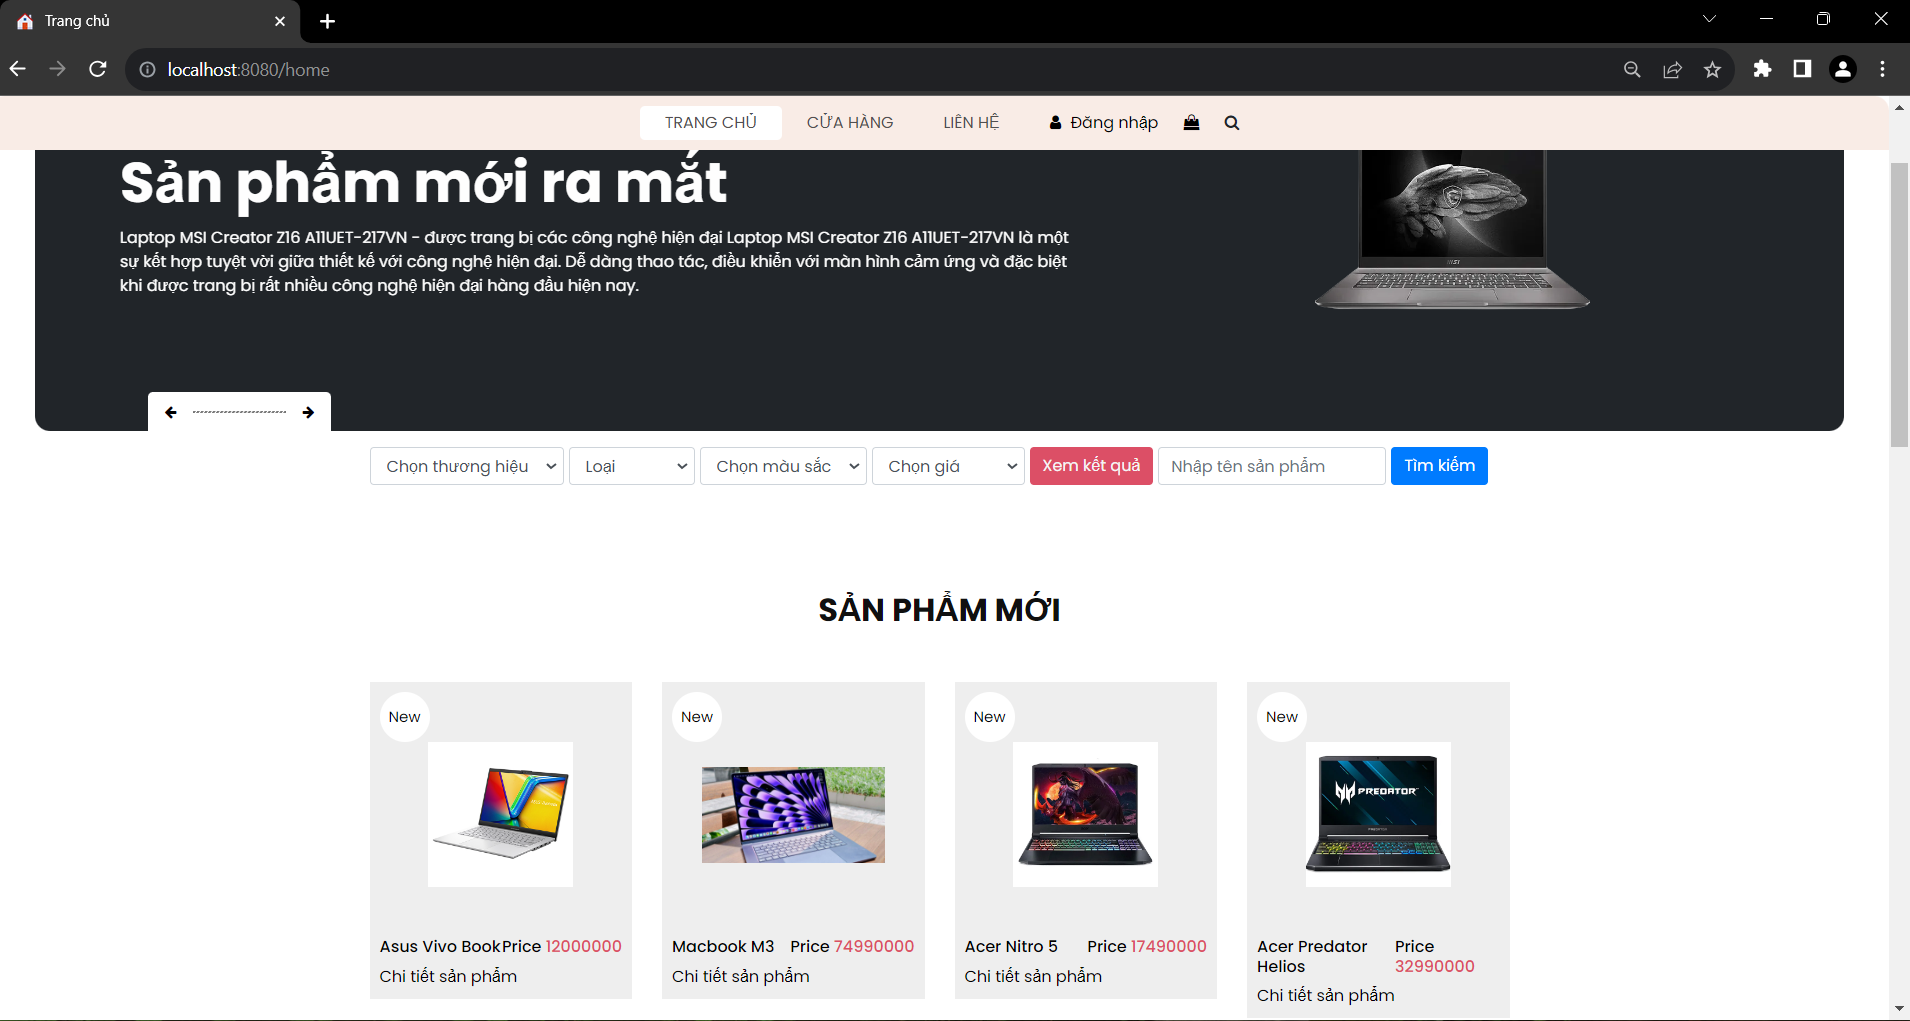 Trang chủ
localhost:8080/home
TRANG CHỦ CỬA HÀNG LIÊN HỆ Đăng nhập
Sản phẩm mới ra mắt
Laptop MSI Creator Z16 A11UET-217VN - được trang bị các công nghệ hiện đại Laptop MSI Creator Z16 A11UET-217VN là một
sự kết hợp tuyệt vời giữa thiết kế với công nghệ hiện đại. Dễ dàng thao tác, điều khiển với màn hình cảm ứng và đặc biệt
khi được trang bị rất nhiều công nghệ hiện đại hàng đầu hiện nay.
msi
Chọn thương hiệu Loại Chọn màu sắc Chọn giá Xem kết quả Nhập tên sản phẩm Tìm kiếm
SẢN PHẨM MỚI
New New New New
PREDATOR
Asus Vivo Book Price 12000000
Chi tiết sản phẩm
Macbook M3 Price 74990000
Chi tiết sản phẩm
Acer Nitro 5 Price 17490000
Chi tiết sản phẩm
Acer Predator Helios Price 32990000
Chi tiết sản phẩm